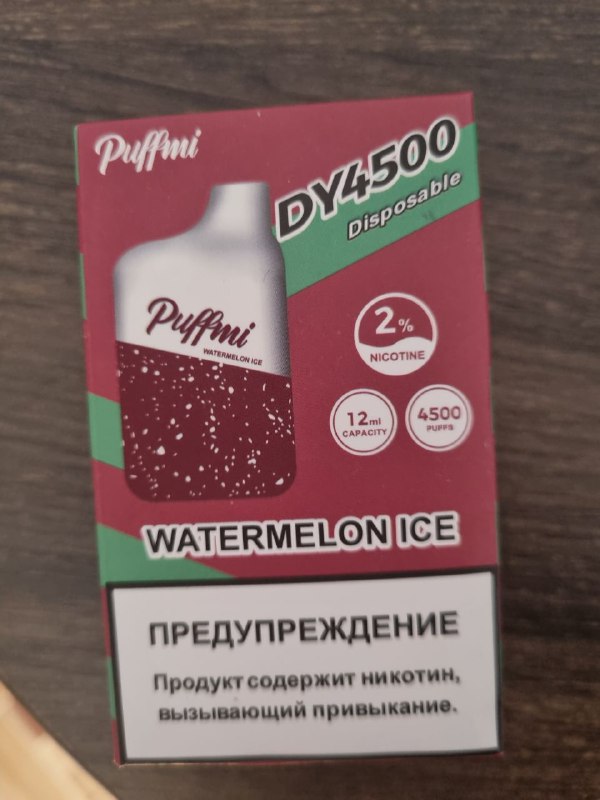 Puffmi
DY4500
Disposable
Puffmi
WATERMELON ICE
2%
NICOTINE
12ml
CAPACITY
4500
PUFFS
WATERMELON ICE
ПРЕДУПРЕЖДЕНИЕ
Продукт содержит никотин,
вызывающий привыкание.